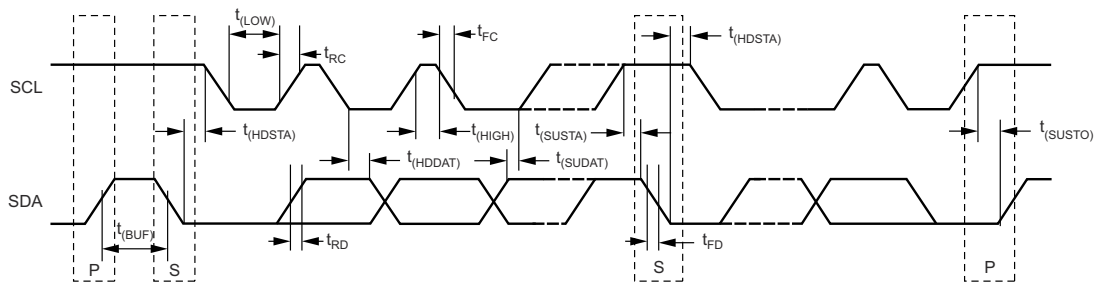 t(LOW)
tRC
tFC
t(HDSTA)
SCL
t(HDSTA)
t(HIGH)
t(SUSTA)
t(SUSTO)
t(HDDAT)
t(SUDAT)
SDA
t(BUF)
tRD
tFD
P
S
S
P